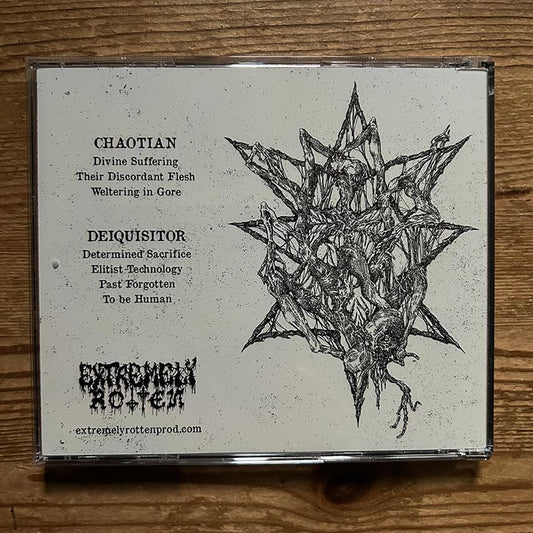 CHAOTIAN
Divine Suffering
Their Discordant Flesh
Weltering in Gore
DEIQUISITOR
Determined Sacrifice
Elitist Technology
Past Forgotten
To be Human
EXTREMELY
ROTTEN
extremelyrottenprod.com